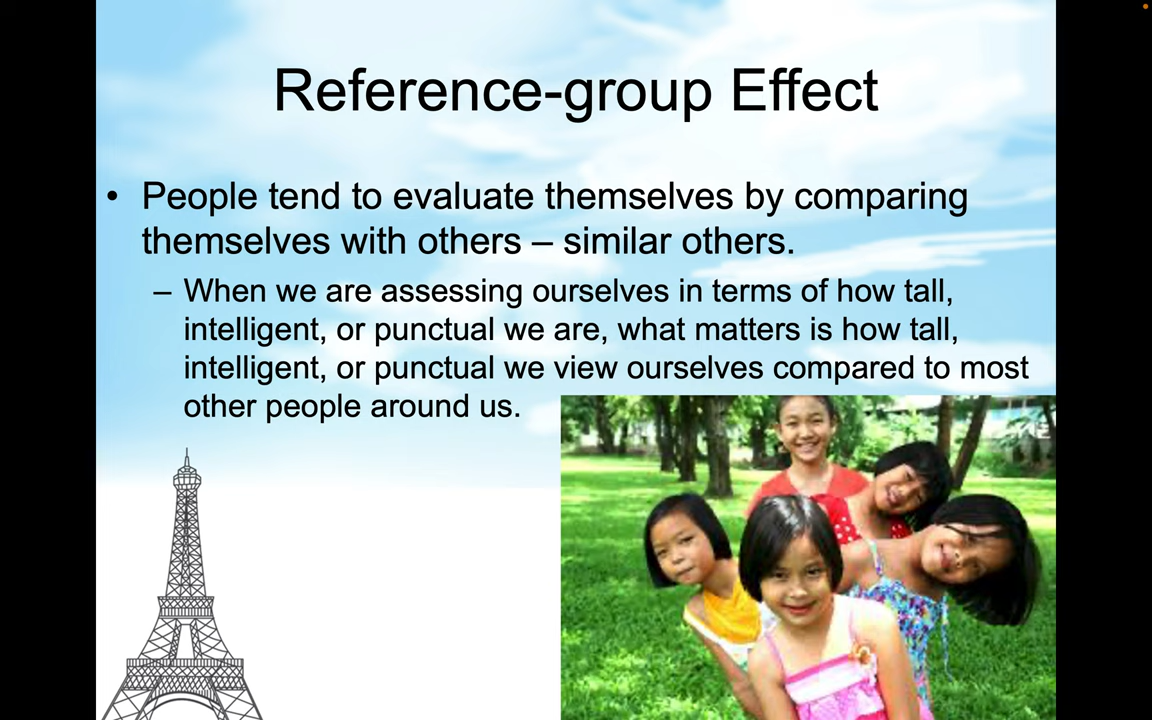 Reference-group Effect
• People tend to evaluate themselves by comparing
themselves with others – similar others.
– When we are assessing ourselves in terms of how tall,
intelligent, or punctual we are, what matters is how tall,
intelligent, or punctual we view ourselves compared to most
other people around us.